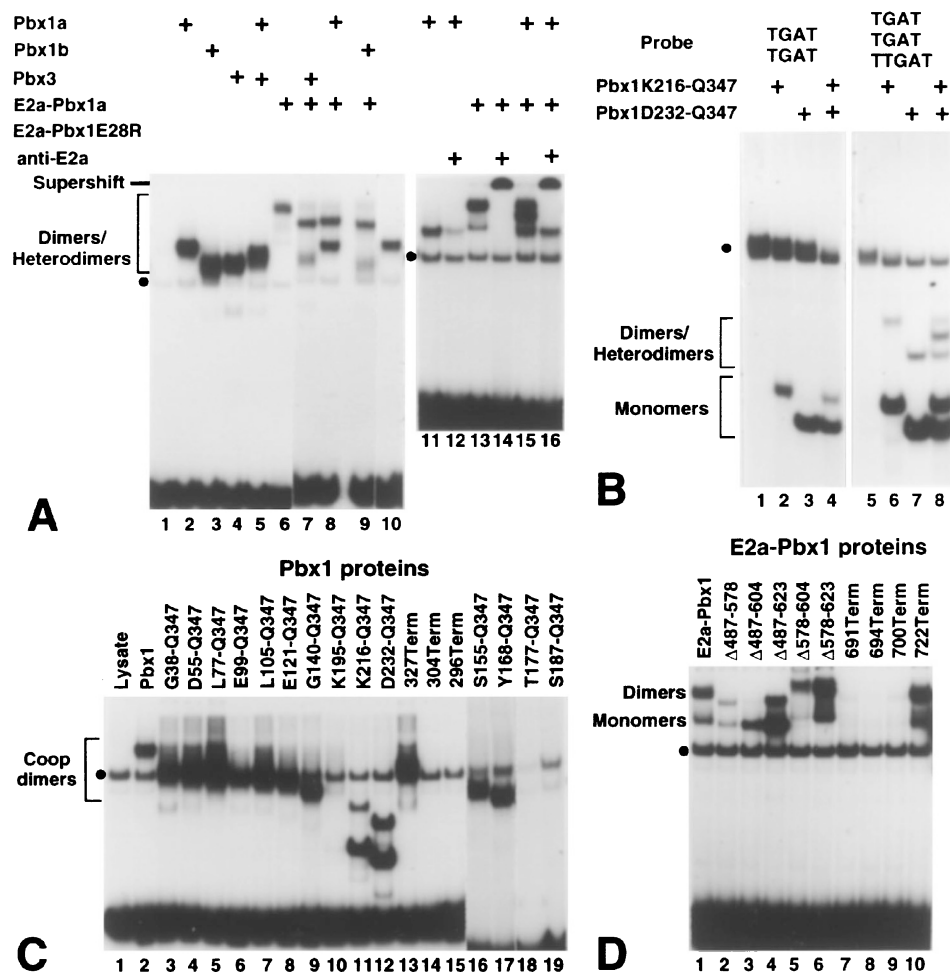 Pbx1a + + + + + + +
Pbx1b + +
Pbx3 + + +
E2a-Pbx1a + + + + + + + +
E2a-Pbx1E28R
anti-E2a + + +
Supershift
Dimers/
Heterodimers
1 2 3 4 5 6 7 8 9 10
11 12 13 14 15 16
A
Probe
TGAT
TGAT
TGAT
TGAT
TTGAT
Pbx1K216-Q347 + + + +
Pbx1D232-Q347 + + + +
Dimers/
Heterodimers
Monomers
1 2 3 4 5 6 7 8
B
Pbx1 proteins
Lysate
Pbx1
G38-Q347
D55-Q347
L77-Q347
E99-Q347
L105-Q347
E121-Q347
G140-Q347
K195-Q347
K216-Q347
D232-Q347
327Term
304Term
296Term
S155-Q347
Y168-Q347
T177-Q347
S187-Q347
Coop
dimers
1 2 3 4 5 6 7 8 9 10 11 12 13 14 15 16 17 18 19
C
E2a-Pbx1 proteins
E2a-Pbx1
Δ487-578
Δ487-604
Δ487-623
Δ578-604
Δ578-623
691Term
694Term
700Term
722Term
Dimers
Monomers
1 2 3 4 5 6 7 8 9 10
D